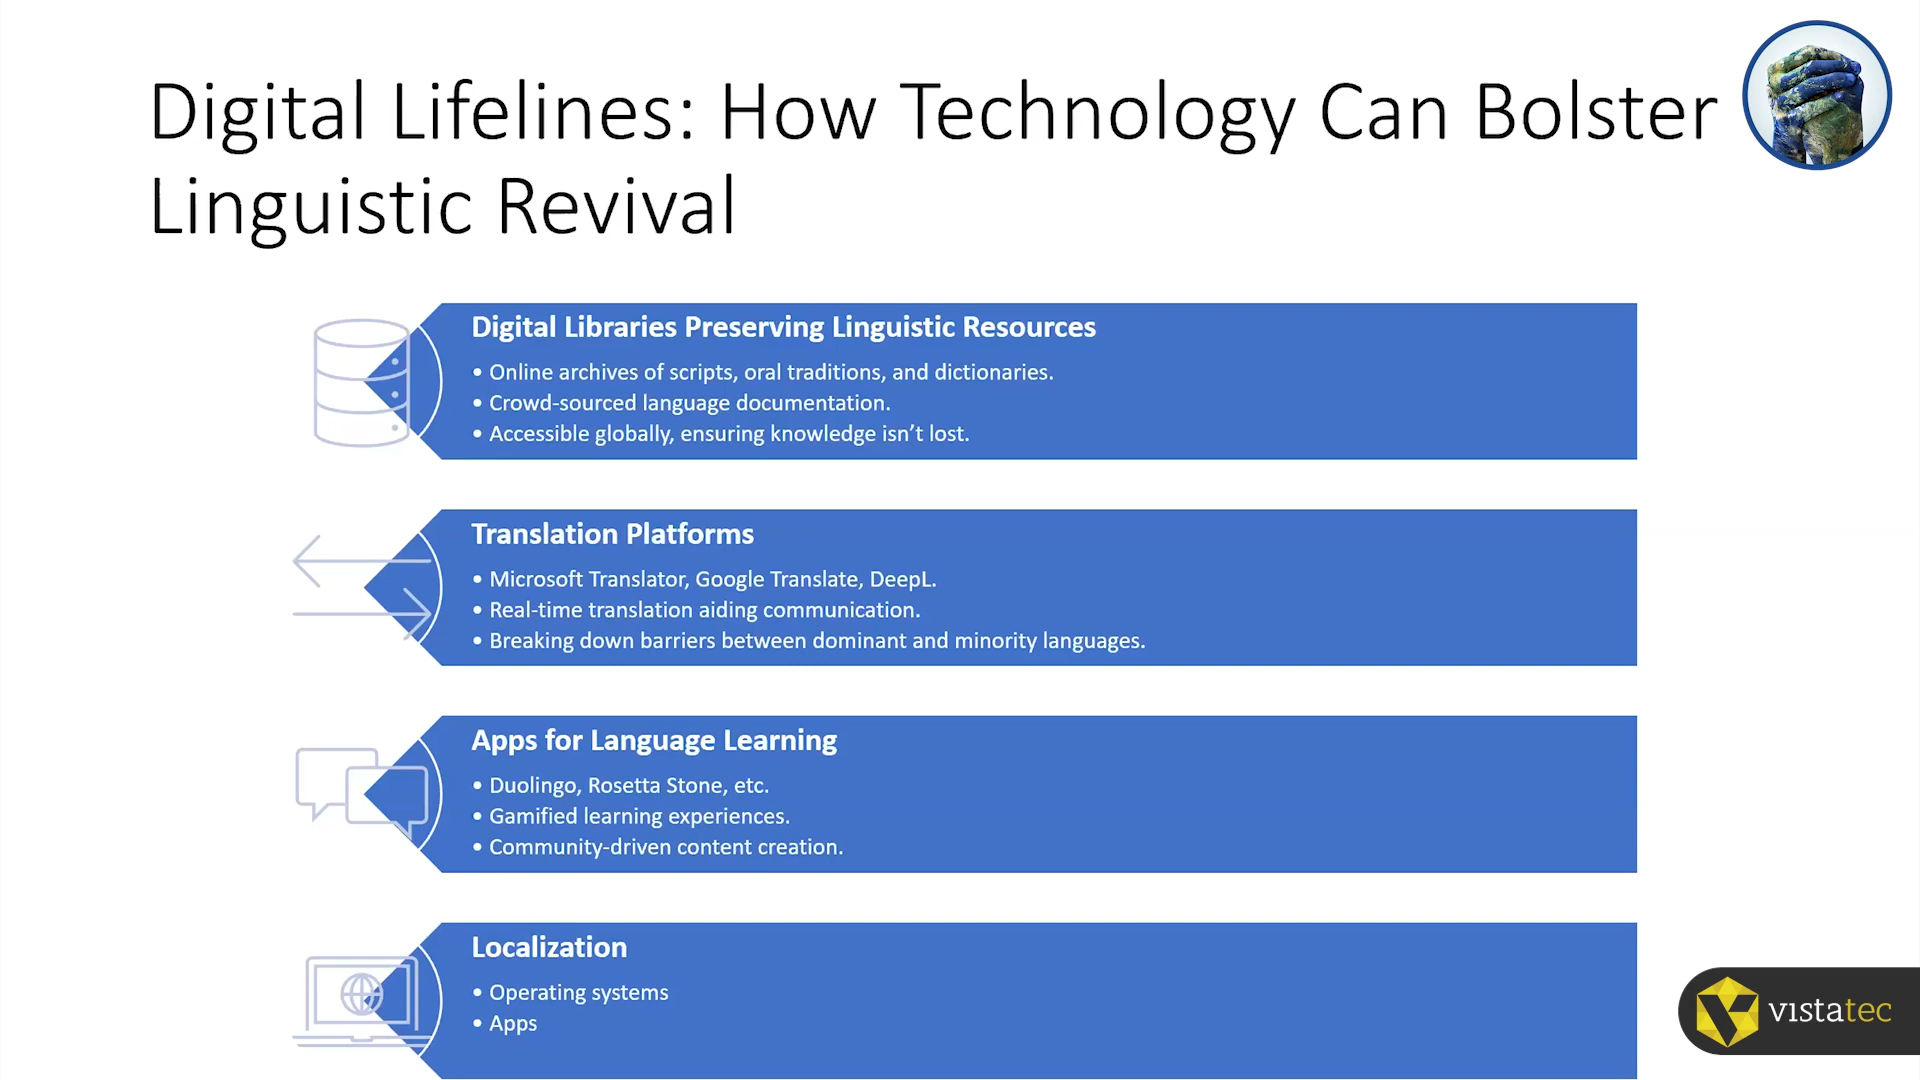 Digital Lifelines: How Technology Can Bolster
Linguistic Revival
Digital Libraries Preserving Linguistic Resources
• Online archives of scripts, oral traditions, and dictionaries.
• Crowd-sourced language documentation.
• Accessible globally, ensuring knowledge isn’t lost.
Translation Platforms
• Microsoft Translator, Google Translate, DeepL.
• Real-time translation aiding communication.
• Breaking down barriers between dominant and minority languages.
Apps for Language Learning
• Duolingo, Rosetta Stone, etc.
• Gamified learning experiences.
• Community-driven content creation.
Localization
• Operating systems
• Apps
vistatec